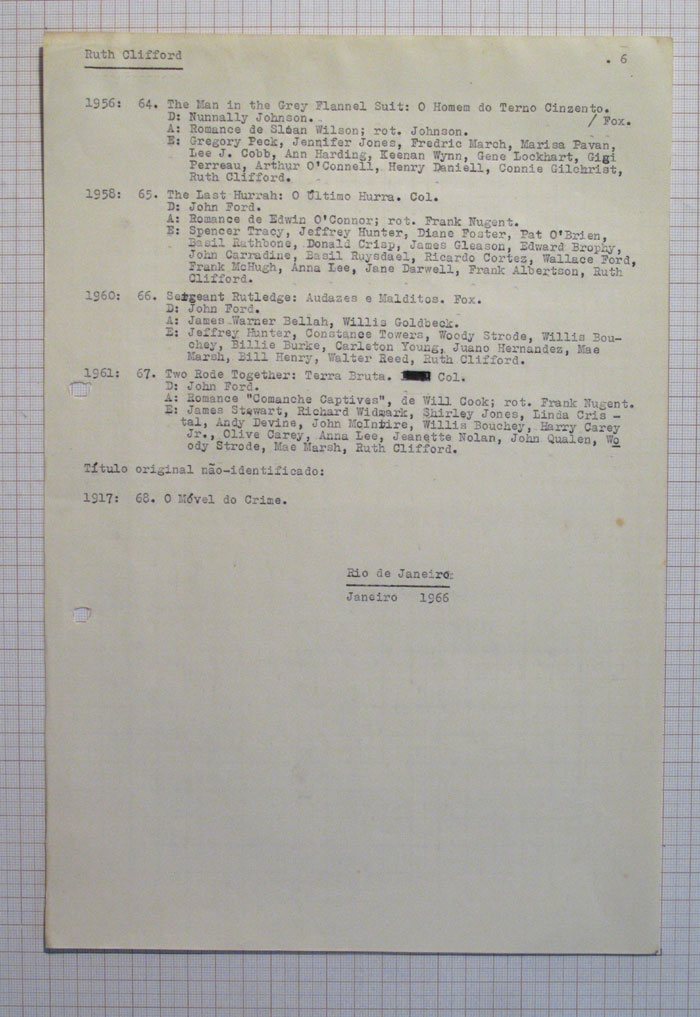 Ruth Clifford . 6
1956: 64. The Man in the Grey Flannel Suit: O Homem do Terno Cinzento.
D: Nunnally Johnson. / Fox.
A: Romance de Sloan Wilson; rot. Johnson.
E: Gregory Peck, Jennifer Jones, Fredric March, Marisa Pavan,
Lee J. Cobb, Ann Harding, Keenan Wynn, Gene Lockhart, Gigi
Perreau, Arthur O'Connell, Henry Daniell, Connie Gilchrist,
Ruth Clifford.
1958: 65. The Last Hurrah: O Último Hurra. Col.
D: John Ford.
A: Romance de Edwin O'Connor; rot. Frank Nugent.
E: Spencer Tracy, Jeffrey Hunter, Diane Foster, Pat O'Brien,
Basil Rathbone, Donald Crisp, James Gleason, Edward Brophy,
John Carradine, Basil Ruysdael, Ricardo Cortez, Wallace Ford,
Frank McHugh, Anna Lee, Jane Darwell, Frank Albertson, Ruth
Clifford.
1960: 66. Sergeant Rutledge: Audazes e Malditos. Fox.
D: John Ford.
A: James Warner Bellah, Willis Goldbeck.
E: Jeffrey Hunter, Constance Towers, Woody Strode, Willis Bou-
chey, Billie Burke, Carleton Young, Juano Hernandez, Mae
Marsh, Bill Henry, Walter Reed, Ruth Clifford.
1961: 67. Two Rode Together: Terra Bruta. Col.
D: John Ford.
A: Romance "Comanche Captives", de Will Cook; rot. Frank Nugent.
E: James Stewart, Richard Widmark, Shirley Jones, Linda Cris -
tal, Andy Devine, John McIntire, Willis Bouchey, Harry Carey
Jr., Olive Carey, Anna Lee, Jeanette Nolan, John Qualen, Wo
ody Strode, Mae Marsh, Ruth Clifford.
Título original não-identificado:
1917: 68. O Móvel do Crime.
Rio de Janeiro:
Janeiro 1966